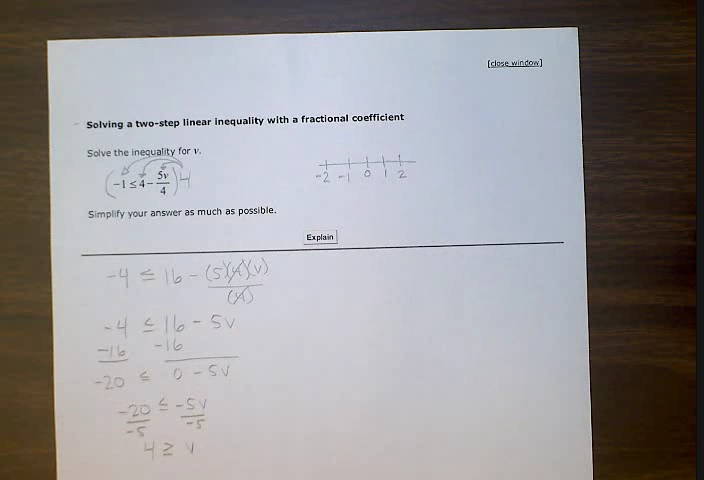 [close window]
Solving a two-step linear inequality with a fractional coefficient
Solve the inequality for v.
(-1 ≤ 4 - 5v/4)4
-2 -1 0 1 2
Simplify your answer as much as possible.
Explain
-4 ≤ 16 - (5)(4)(v)/(4)
-4 ≤ 16 - 5v
-16 -16
-20 ≤ 0 - 5v
-20/-5 ≤ -5v/-5
4 ≥ v